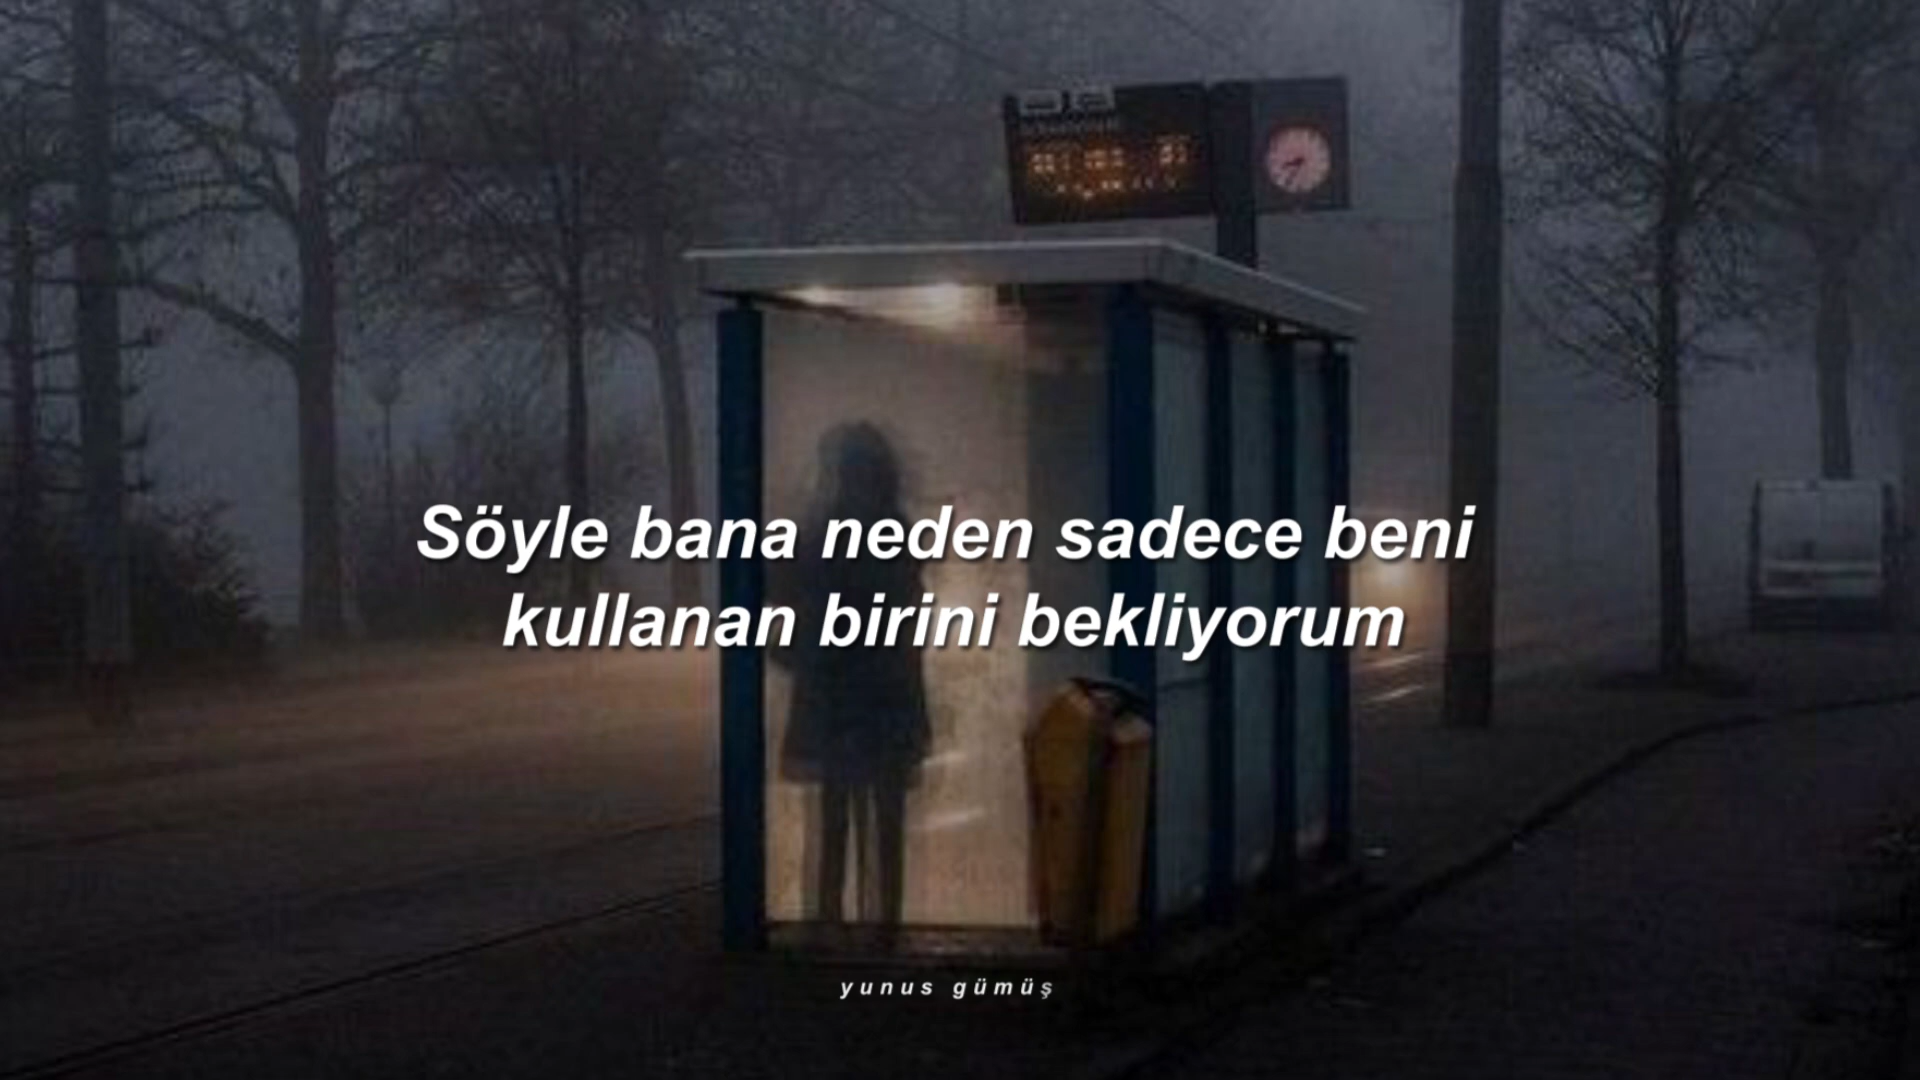 Söyle bana neden sadece beni
kullanan birini bekliyorum
yunus gümüş